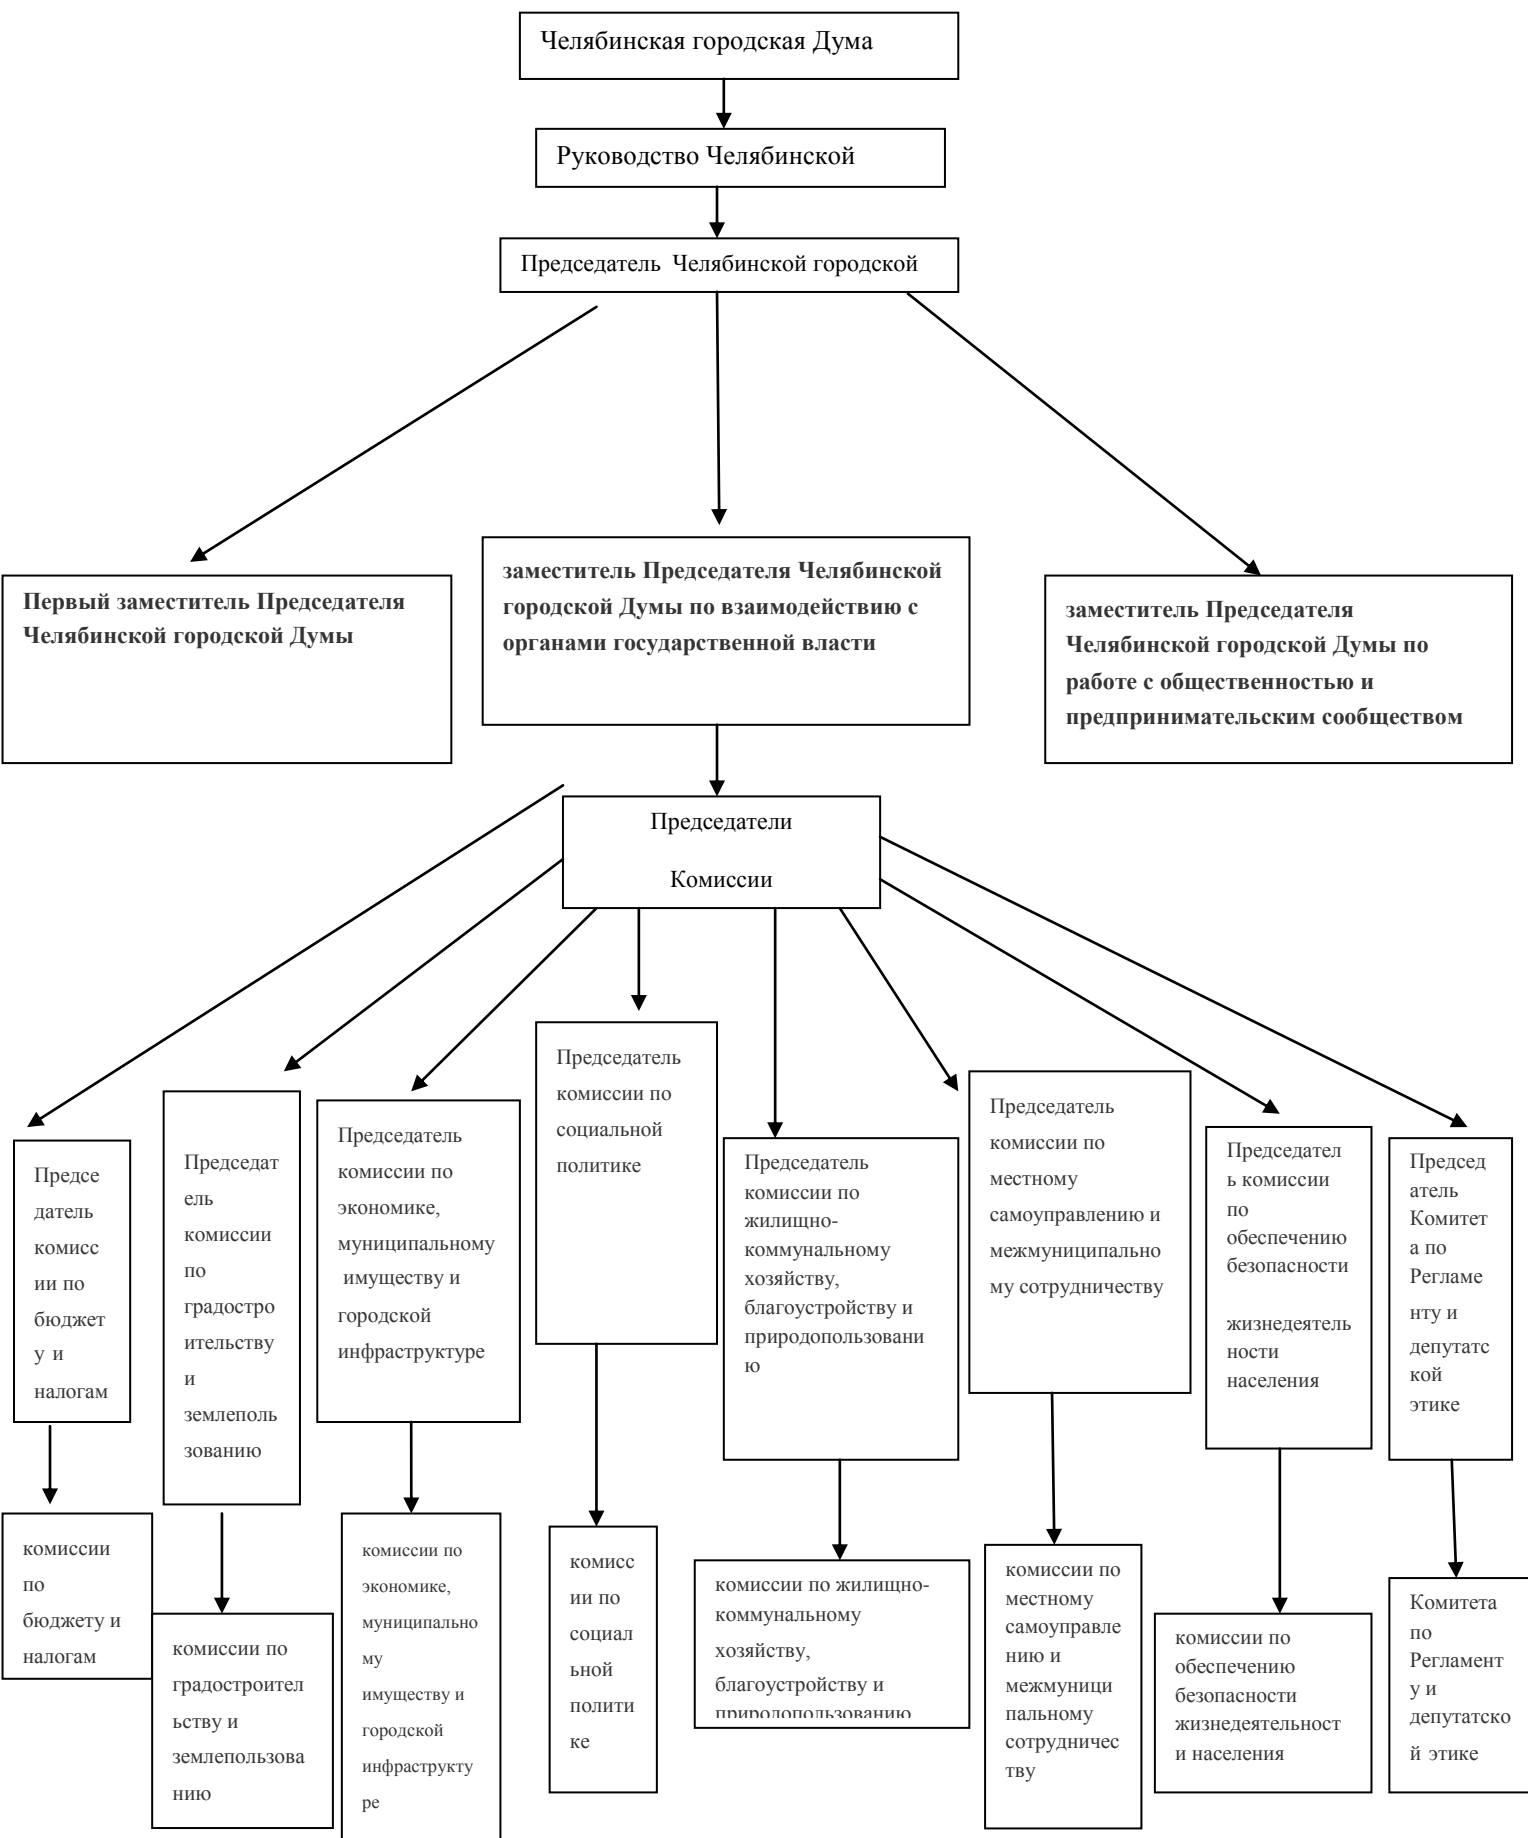 Челябинская городская Дума
Руководство Челябинской
Председатель Челябинской городской
Первый заместитель Председателя
Челябинской городской Думы
заместитель Председателя Челябинской
городской Думы по взаимодействию с
органами государственной власти
заместитель Председателя
Челябинской городской Думы по
работе с общественностью и
предпринимательским сообществом
Председатели
Комиссии
Предсе
датель
комисс
ии по
бюджет
у и
налогам
Председат
ель
комиссии
по
градостро
ительству
и
землеполь
зованию
Председатель
комиссии по
экономике,
муниципальному
имуществу и
городской
инфраструктуре
Председатель
комиссии по
социальной
политике
Председатель
комиссии по
жилищно-
коммунальному
хозяйству,
благоустройству и
природопользовани
ю
Председатель
комиссии по
местному
самоуправлению и
межмуниципально
му сотрудничеству
Председател
ь комиссии
по
обеспечению
безопасности
жизнедеятель
ности
населения
Председ
атель
Комитет
а по
Регламе
нту и
депутатс
кой
этике
комиссии
по
бюджету и
налогам
комиссии по
градостроител
ьству и
землепользова
нию
комиссии по
экономике,
муниципально
му
имуществу и
городской
инфраструкту
ре
комисс
ии по
социал
ьной
полити
ке
комиссии по жилищно-
коммунальному
хозяйству,
благоустройству и
природопользованию
комиссии по
местному
самоуправле
нию и
межмуници
пальному
сотрудничес
тву
комиссии по
обеспечению
безопасности
жизнедеятельност
и населения
Комитета
по
Регламент
у и
депутатско
й этике